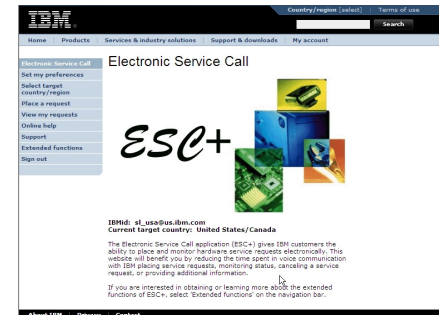 Country/region [select] | Terms of use
IBM
Search
Home | Products | Services & industry solutions | Support & downloads | My account
Electronic Service Call
Set my preferences
Select target
country/region
Place a request
View my requests
Online help
Support
Extended functions
Sign out
Electronic Service Call
ESC+
IBMid: sl_usa@us.ibm.com
Current target country: United States/Canada
The Electronic Service Call application (ESC+) gives IBM customers the
ability to place and monitor hardware service requests electronically. This
website will benefit you by reducing the time spent in voice communication
with IBM placing service requests, monitoring status, canceling a service
request, or providing additional information.
If you are interested in obtaining or learning more about the extended
functions of ESC+, select 'Extended functions' on the navigation bar.
About IBM | Privacy | Contact